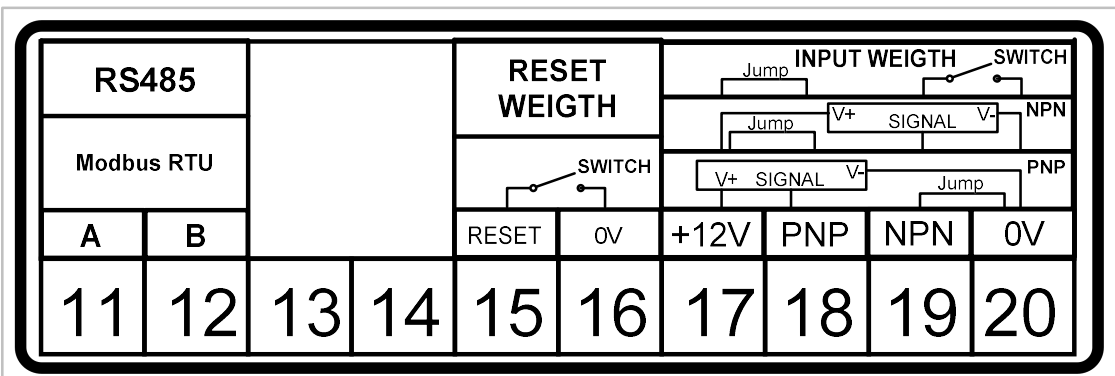 RS485
Modbus RTU
A B
11 12 13 14
RESET
WEIGTH
SWITCH
RESET 0V
15 16
INPUT WEIGTH
Jump SWITCH
V+ SIGNAL V- NPN
Jump
V+ SIGNAL V- PNP
Jump
+12V PNP NPN 0V
17 18 19 20